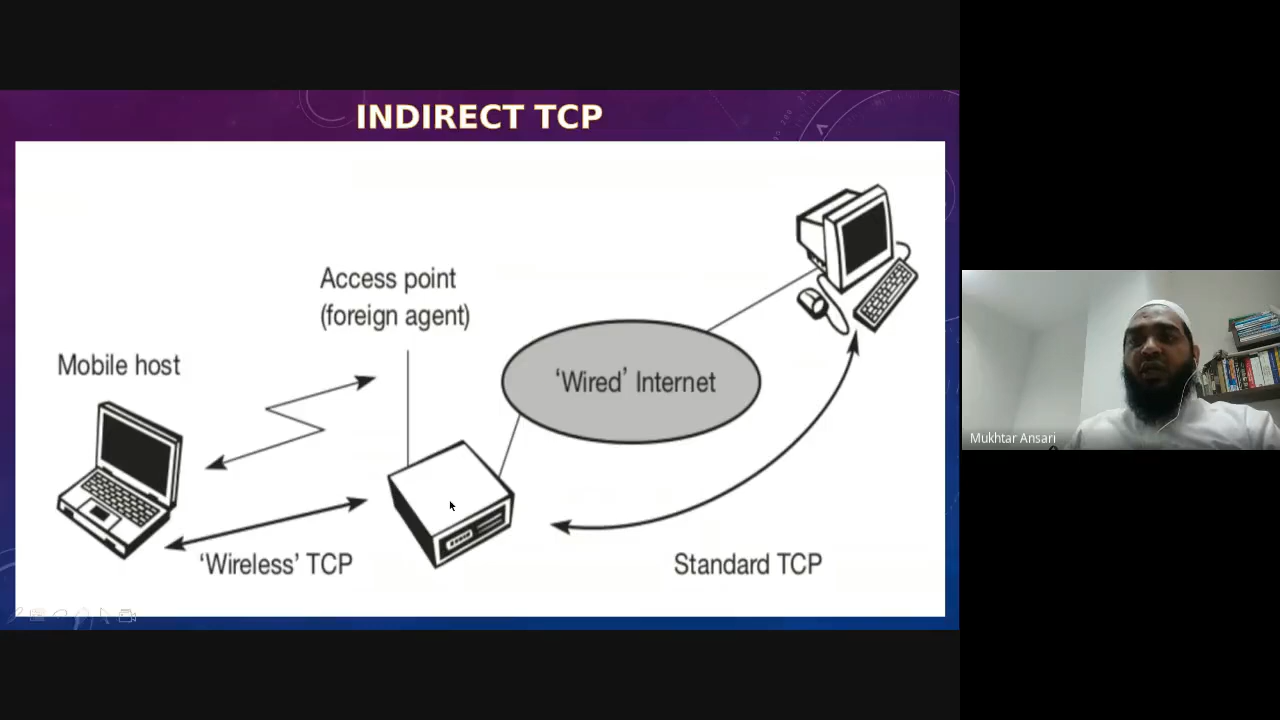 INDIRECT TCP
Access point
(foreign agent)
Mobile host
‘Wired’ Internet
‘Wireless’ TCP
Standard TCP
Mukhtar Ansari